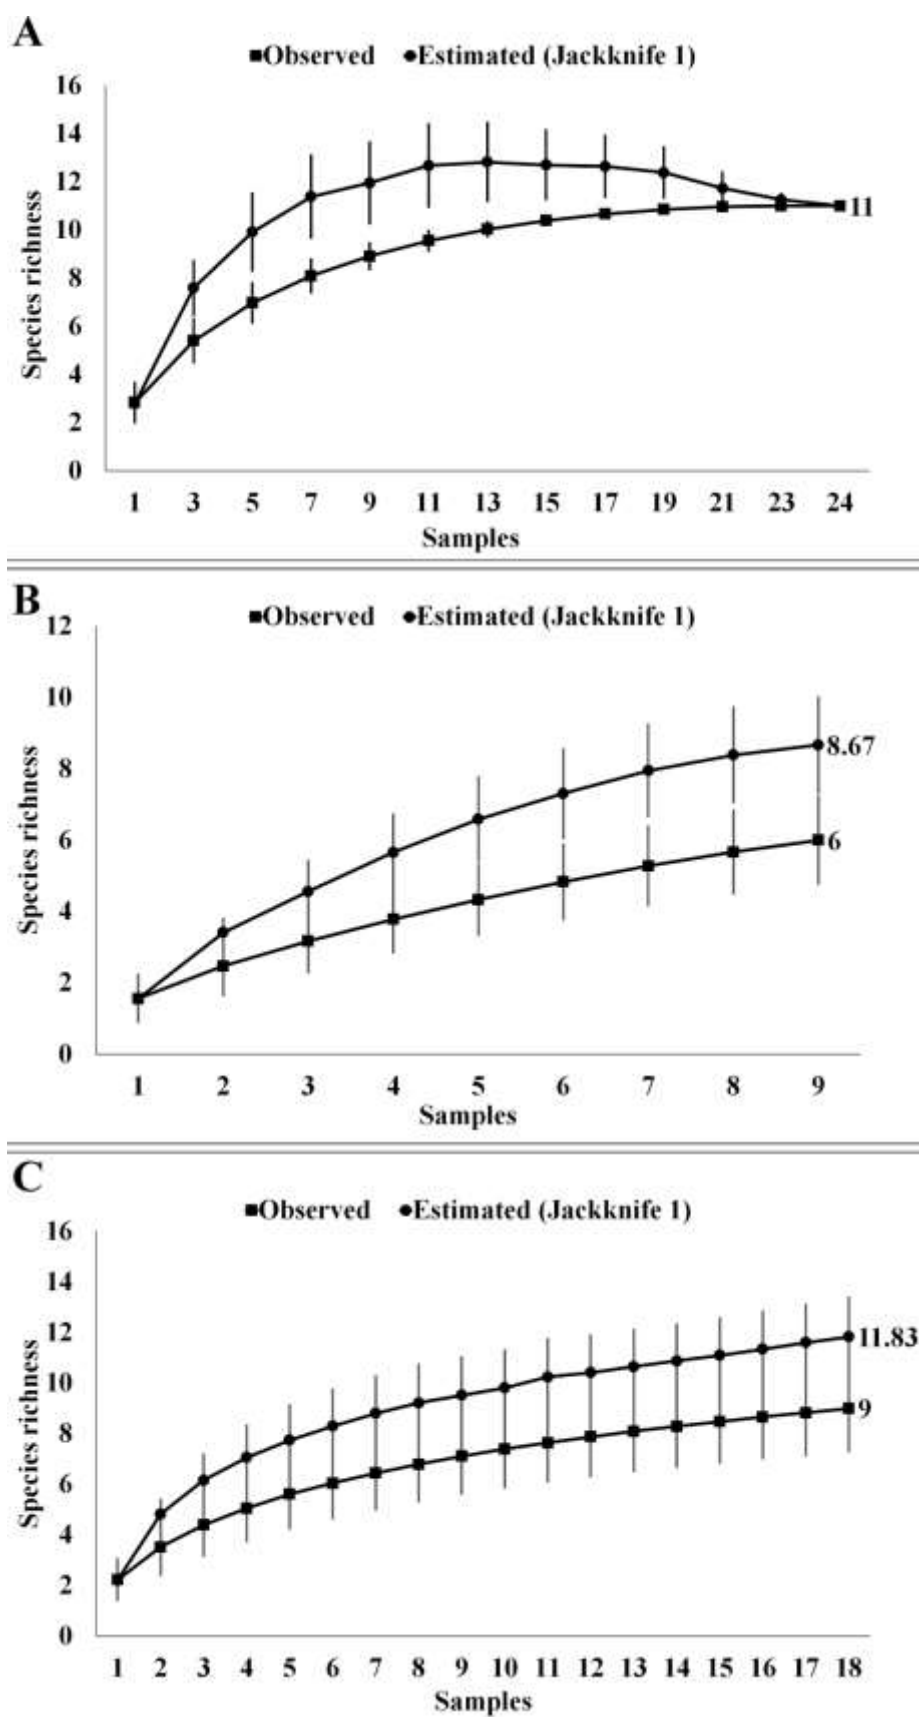 A
Observed Estimated (Jackknife 1)
16
14
12
10
8
6
4
2
0
Species richness
11
1 3 5 7 9 11 13 15 17 19 21 23 24
Samples
B
Observed Estimated (Jackknife 1)
12
10
8
6
4
2
0
Species richness
8.67
6
1 2 3 4 5 6 7 8 9
Samples
C
Observed Estimated (Jackknife 1)
16
14
12
10
8
6
4
2
0
Species richness
11.83
9
1 2 3 4 5 6 7 8 9 10 11 12 13 14 15 16 17 18
Samples